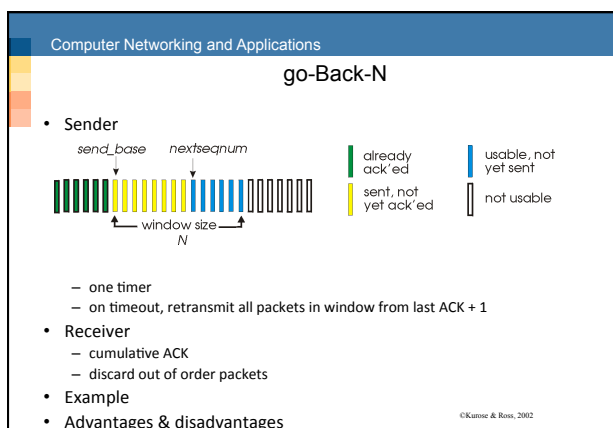 Computer Networking and Applications
go-Back-N
• Sender
send_base nextseqnum
window size
N
already
ack'ed
sent, not
yet ack'ed
usable, not
yet sent
not usable
– one timer
– on timeout, retransmit all packets in window from last ACK + 1
• Receiver
– cumulative ACK
– discard out of order packets
• Example
• Advantages & disadvantages
©Kurose & Ross, 2002